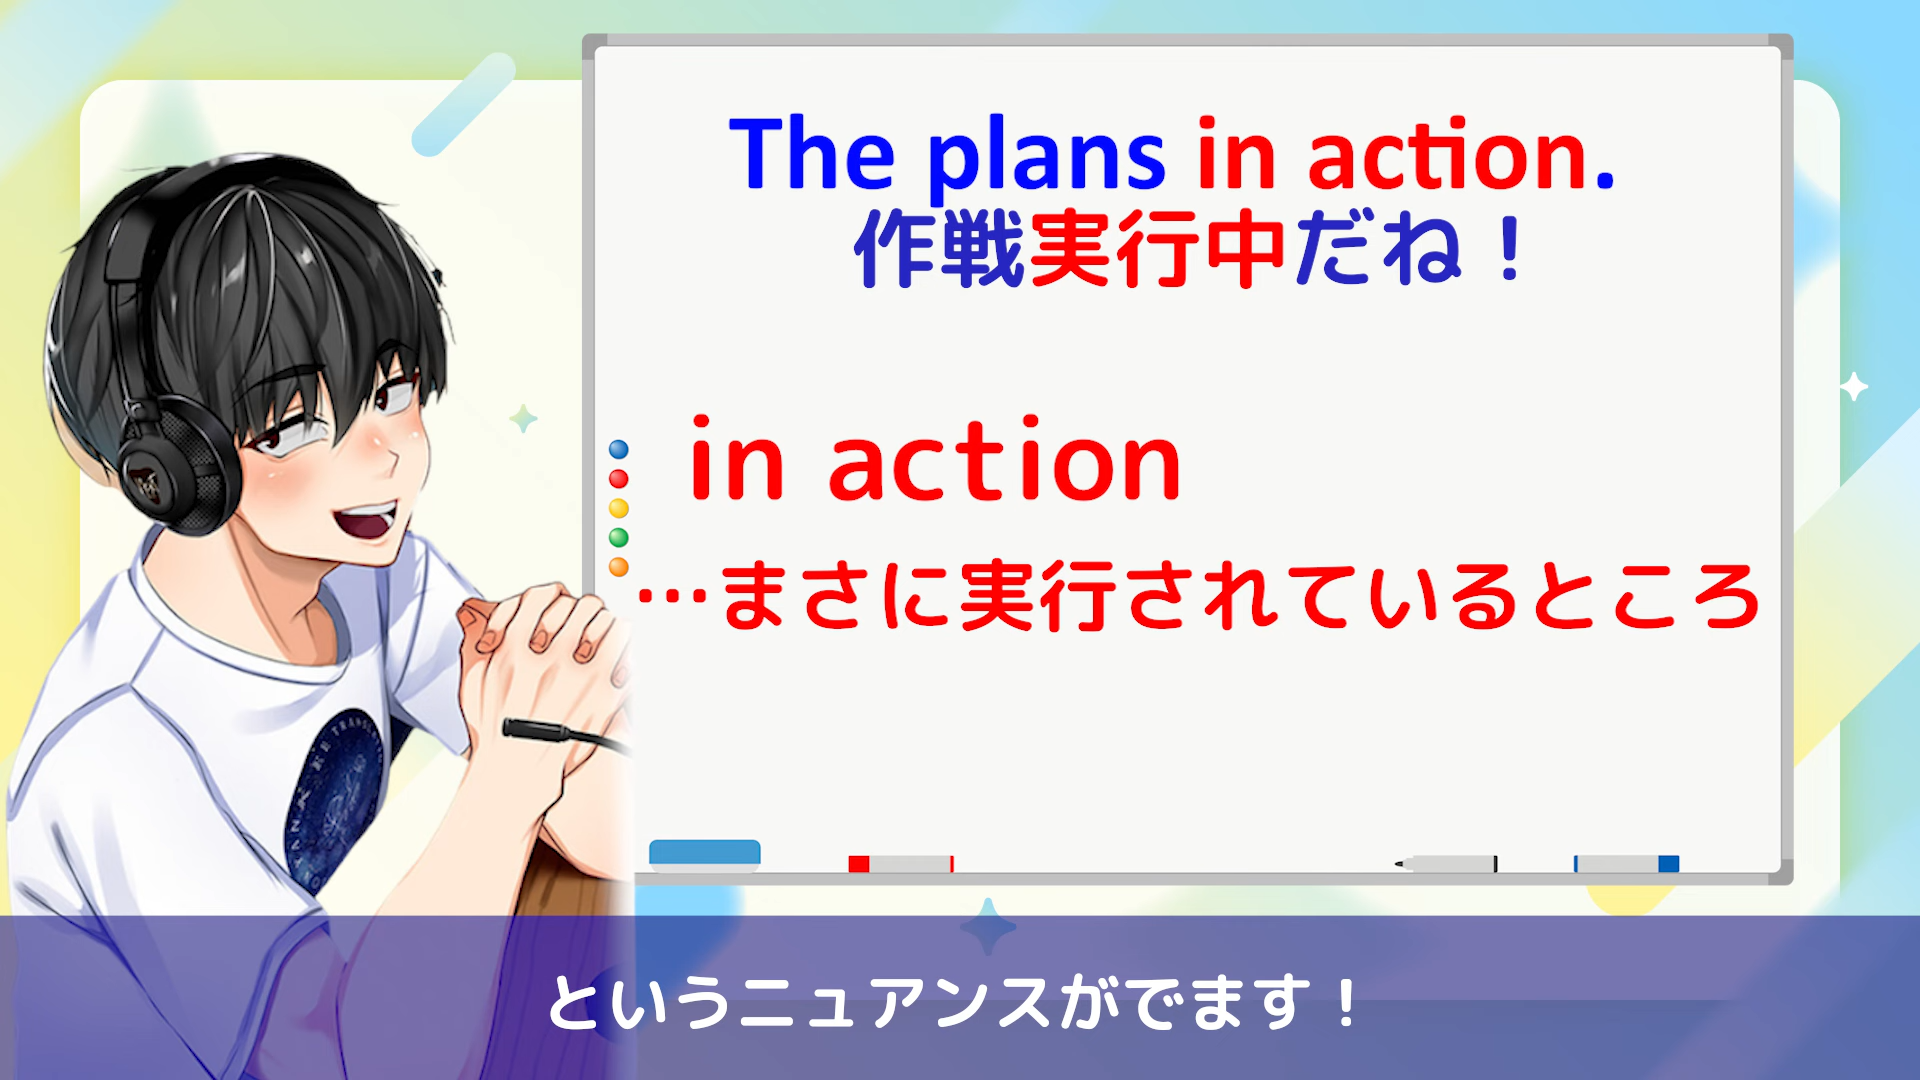 The plans in action.
作戦実行中だね！
in action
…まさに実行されているところ
というニュアンスがでます！